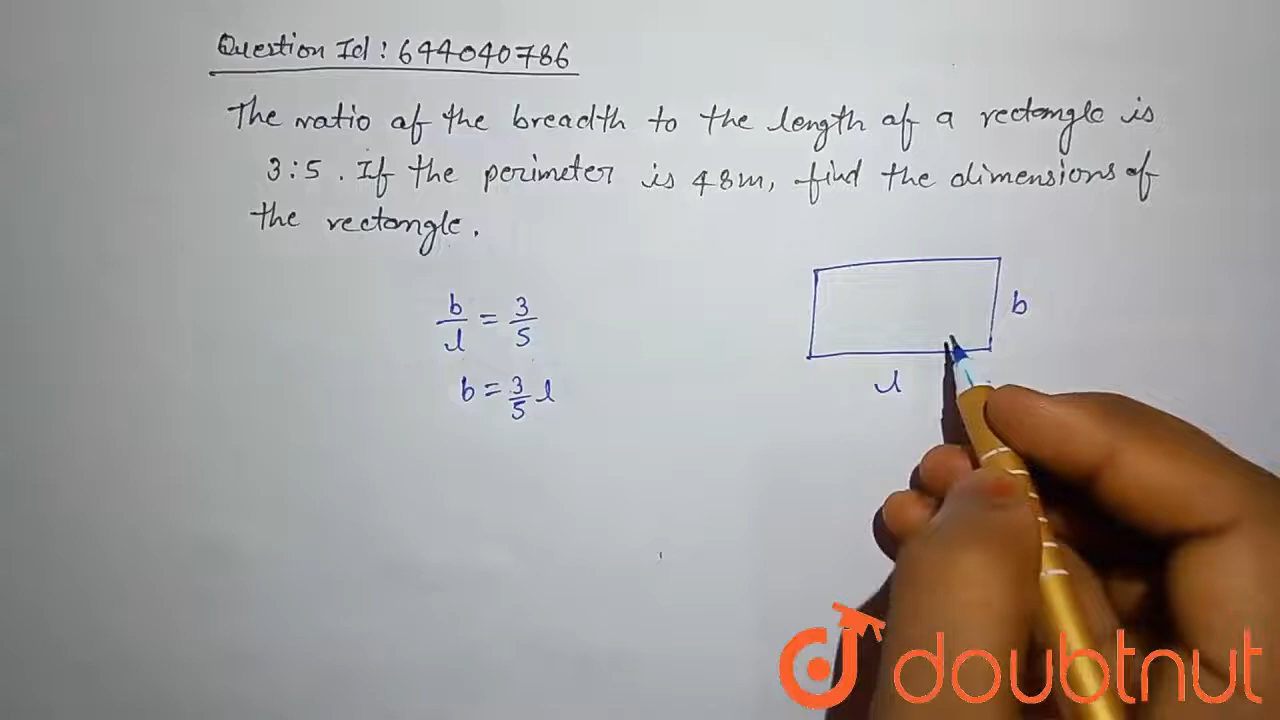 Question Id : 644040786
The ratio of the breadth to the length of a rectangle is
3:5. If the perimeter is 48m, find the dimensions of
the rectangle.
b/l = 3/5
b = 3/5 l
b
l
doubtnut